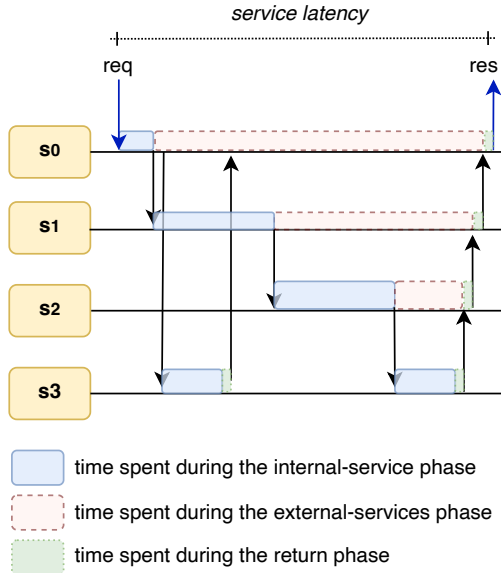 service latency
req
res
s0
s1
s2
s3
time spent during the internal-service phase
time spent during the external-services phase
time spent during the return phase